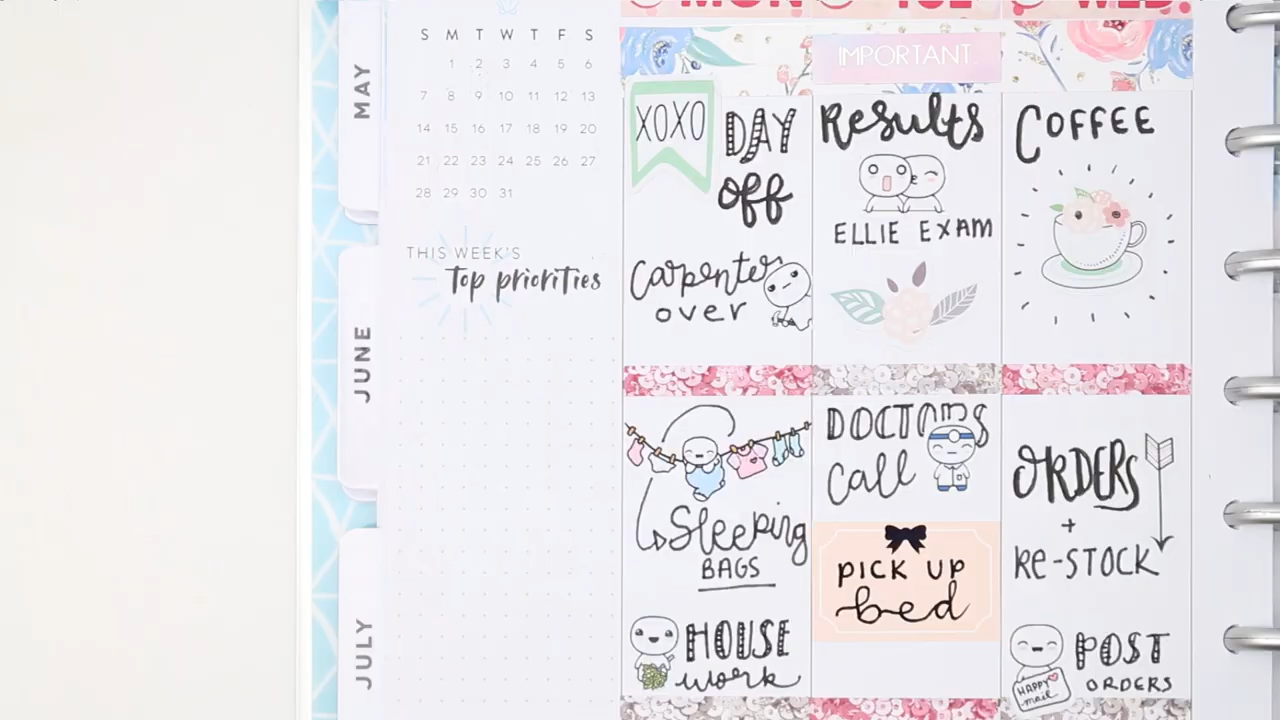 MON
TUE
WED.
S M T W T F S
1 2 3 4 5 6
7 8 9 10 11 12 13
14 15 16 17 18 19 20
21 22 23 24 25 26 27
28 29 30 31
THIS WEEK'S
Top priorities
MAY
JUNE
JULY
XOXO
DAY
off
Carpenter
over
Sleeping
BAGS
HOUSE
work
IMPORTANT.
Results
ELLIE EXAM
DOCTORS
Call
PICK UP
bed
COFFEE
ORDERS
+
RE-STOCK
POST
ORDERS
HAPPY
mail